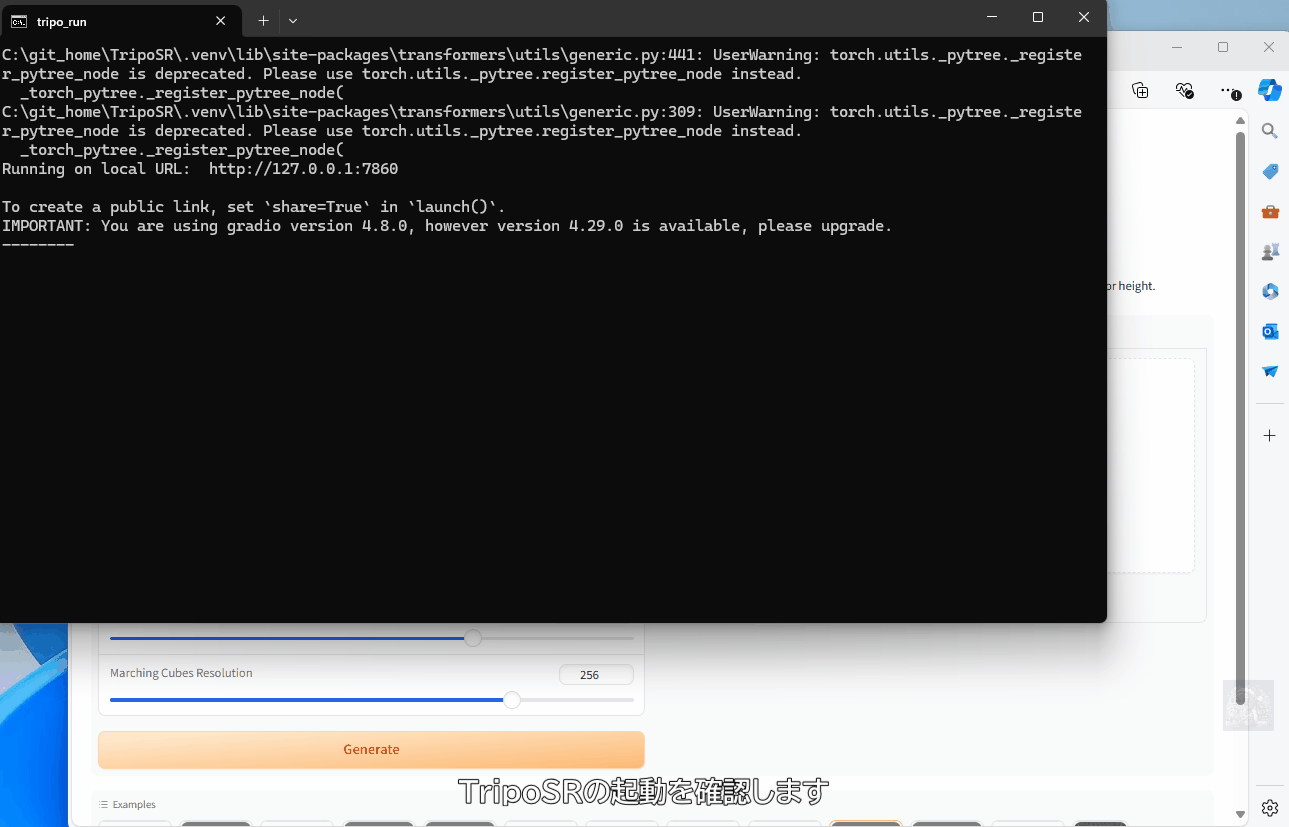 tripo_run
C:\git_home\TripoSR\.venv\lib\site-packages\transformers\utils\generic.py:441: UserWarning: torch.utils._pytree._registe
r_pytree_node is deprecated. Please use torch.utils._pytree.register_pytree_node instead.
_torch_pytree._register_pytree_node(
C:\git_home\TripoSR\.venv\lib\site-packages\transformers\utils\generic.py:309: UserWarning: torch.utils._pytree._registe
r_pytree_node is deprecated. Please use torch.utils._pytree.register_pytree_node instead.
_torch_pytree._register_pytree_node(
Running on local URL:  http://127.0.0.1:7860
To create a public link, set `share=True` in `launch()`.
IMPORTANT: You are using gradio version 4.8.0, however version 4.29.0 is available, please upgrade.
--------
or height.
Marching Cubes Resolution
256
Generate
TripoSRの起動を確認します
Examples